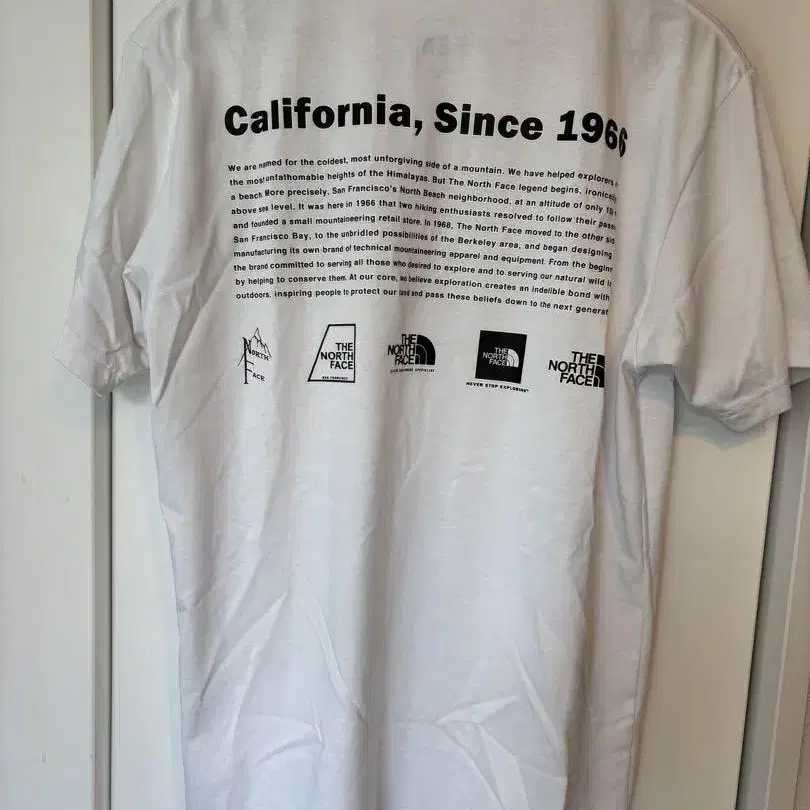 California, Since 1966
We are named for the coldest, most unforgiving side of a mountain. We have helped explorers
the most unfathomable heights of the Himalayas. But The North Face legend begins, ironically
a beach. More precisely, San Francisco's North Beach neighborhood, at an altitude of only 150
above sea level. It was here in 1966 that two hiking enthusiasts resolved to follow their
and founded a small mountaineering retail store. In 1968, The North Face moved to the other
San Francisco Bay, to the unbridled possibilities of the Berkeley area, and began designing
manufacturing its own brand of technical mountaineering apparel and equipment. From the
the brand committed to serving all those who desired to explore and to serving our natural wild
by helping to conserve them. At our core, we believe exploration creates an indelible bond with
outdoors, inspiring people to protect our land and pass these beliefs down to the next
North
Face
THE
NORTH
FACE
SAN FRANCISCO
THE
NORTH
FACE
THE
NORTH
FACE
NEVER STOP EXPLORING
THE
NORTH
FACE